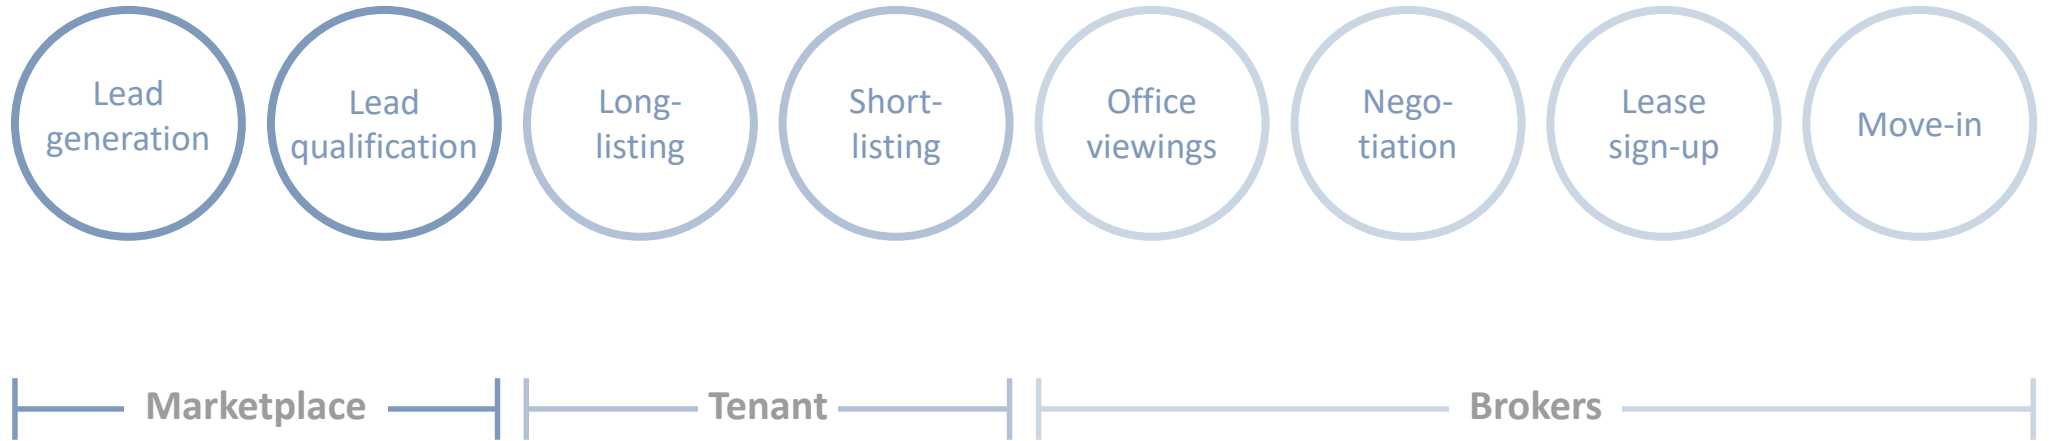 Lead
generation
Lead
qualification
Long-
listing
Short-
listing
Office
viewings
Nego-
tiation
Lease
sign-up
Move-in
Marketplace
Tenant
Brokers